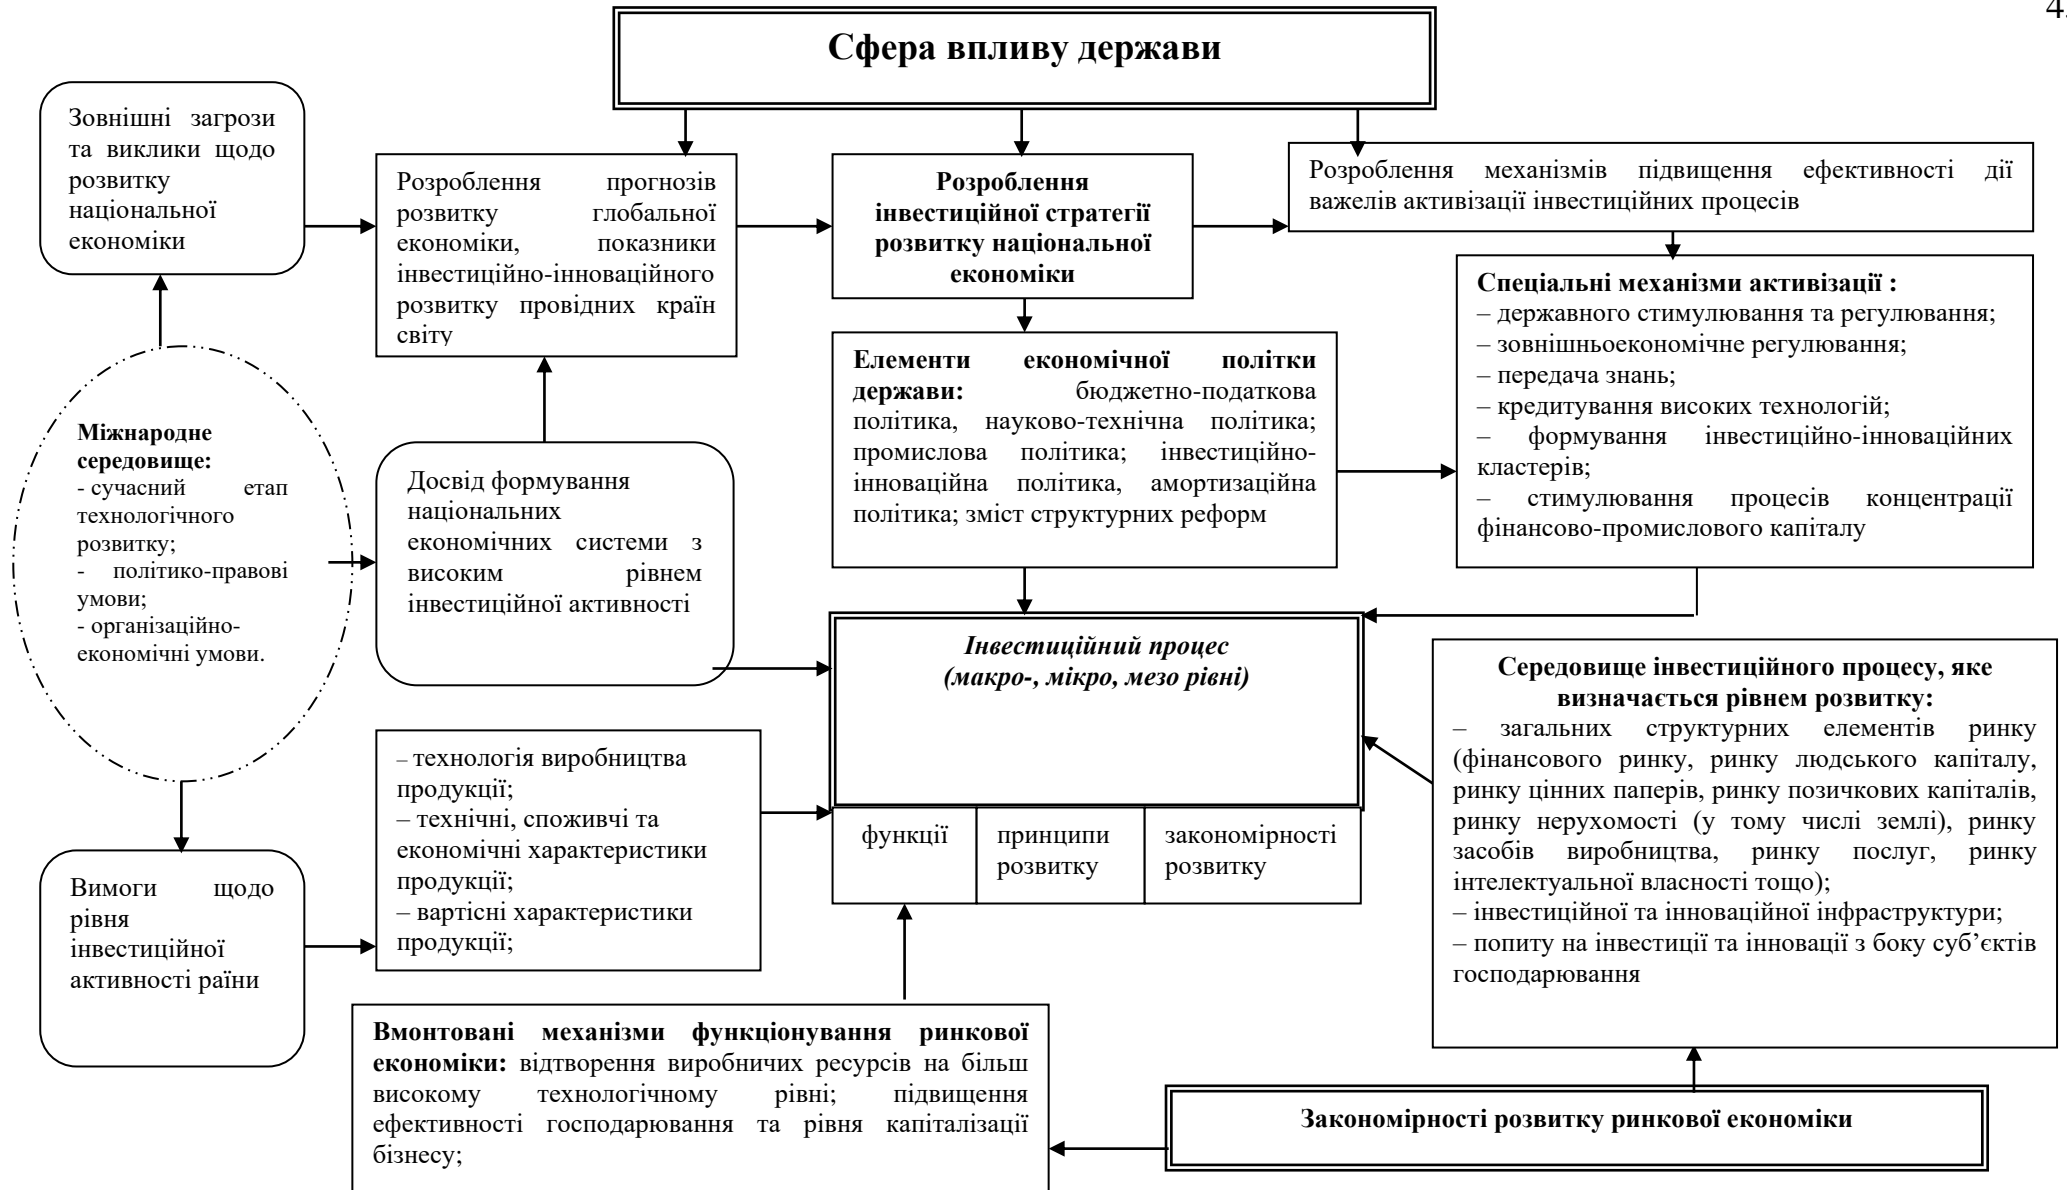 4.
Сфера впливу держави
Зовнішні загрози
та виклики щодо
розвитку
національної
економіки
Розроблення прогнозів
розвитку глобальної
економіки, показники
інвестиційно-інноваційного
розвитку провідних країн
світу
Розроблення
інвестиційної стратегії
розвитку національної
економіки
Розроблення механізмів підвищення ефективності дії
важелів активізації інвестиційних процесів
Спеціальні механізми активізації :
– державного стимулювання та регулювання;
– зовнішньоекономічне регулювання;
– передача знань;
– кредитування високих технологій;
– формування інвестиційно-інноваційних
кластерів;
– стимулювання процесів концентрації
фінансово-промислового капіталу
Елементи економічної політки
держави: бюджетно-податкова
політика, науково-технічна політика;
промислова політика; інвестиційно-
інноваційна політика, амортизаційна
політика; зміст структурних реформ
Міжнародне
середовище:
- сучасний етап
технологічного
розвитку;
- політико-правові
умови;
- організаційно-
економічні умови.
Досвід формування
національних
економічних системи з
високим рівнем
інвестиційної активності
Інвестиційний процес
(макро-, мікро, мезо рівні)
функції
принципи
розвитку
закономірності
розвитку
Середовище інвестиційного процесу, яке
визначається рівнем розвитку:
– загальних структурних елементів ринку
(фінансового ринку, ринку людського капіталу,
ринку цінних паперів, ринку позичкових капіталів,
ринку нерухомості (у тому числі землі), ринку
засобів виробництва, ринку послуг, ринку
інтелектуальної власності тощо);
– інвестиційної та інноваційної інфраструктури;
– попиту на інвестиції та інновації з боку суб’єктів
господарювання
– технологія виробництва
продукції;
– технічні, споживчі та
економічні характеристики
продукції;
– вартісні характеристики
продукції;
Вимоги щодо
рівня
інвестиційної
активності раїни
Вмонтовані механізми функціонування ринкової
економіки: відтворення виробничих ресурсів на більш
високому технологічному рівні; підвищення
ефективності господарювання та рівня капіталізації
бізнесу;
Закономірності розвитку ринкової економіки